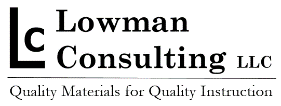 LC Lowman
Consulting LLC
Quality Materials for Quality Instruction